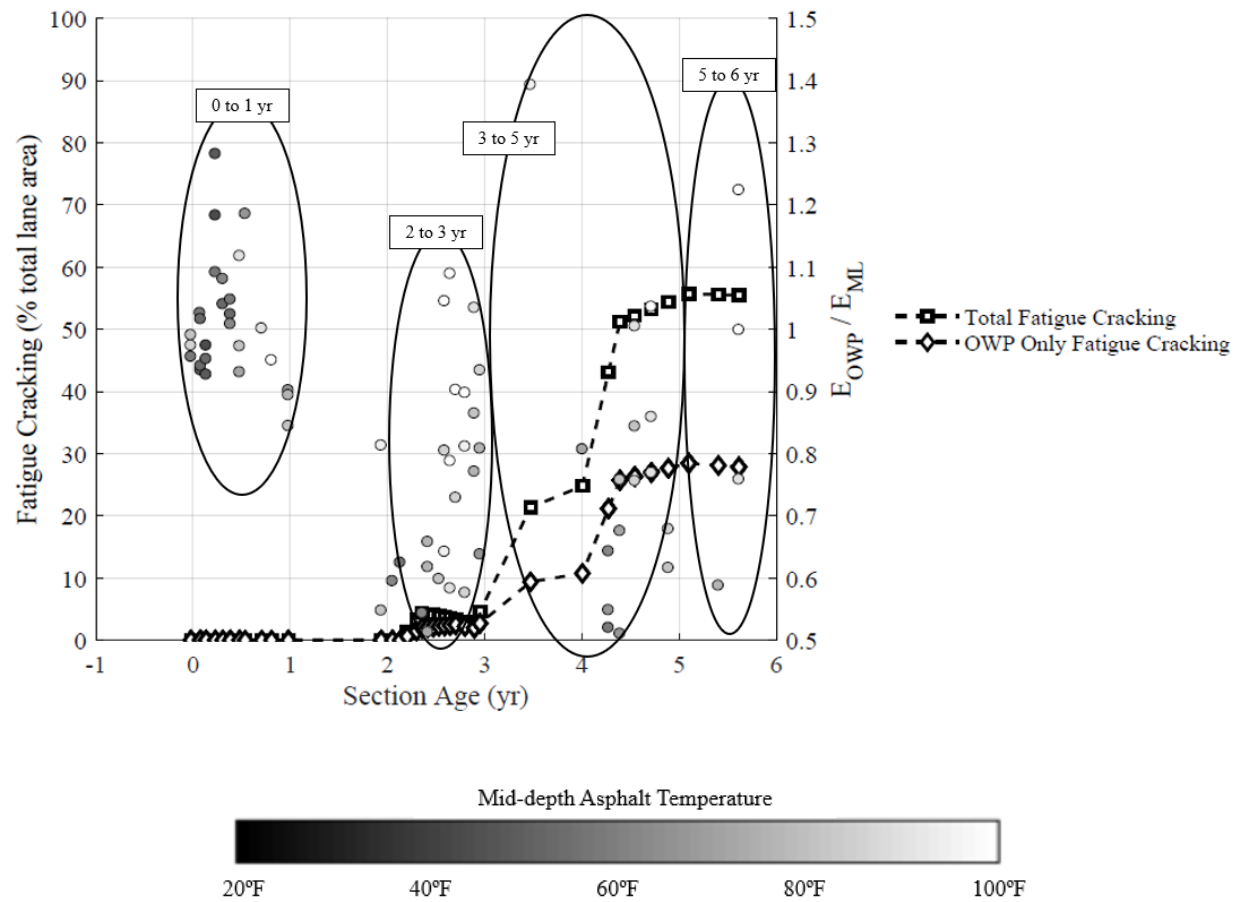 100
90
80
70
60
50
40
30
20
10
0
Fatigue Cracking (% total lane area)
-1
0
1
2
3
4
5
6
Section Age (yr)
1.5
1.4
1.3
1.2
1.1
1
0.9
0.8
0.7
0.6
0.5
E_OWP / E_ML
0 to 1 yr
2 to 3 yr
3 to 5 yr
5 to 6 yr
Total Fatigue Cracking
OWP Only Fatigue Cracking
Mid-depth Asphalt Temperature
20ºF 40ºF 60ºF 80ºF 100ºF